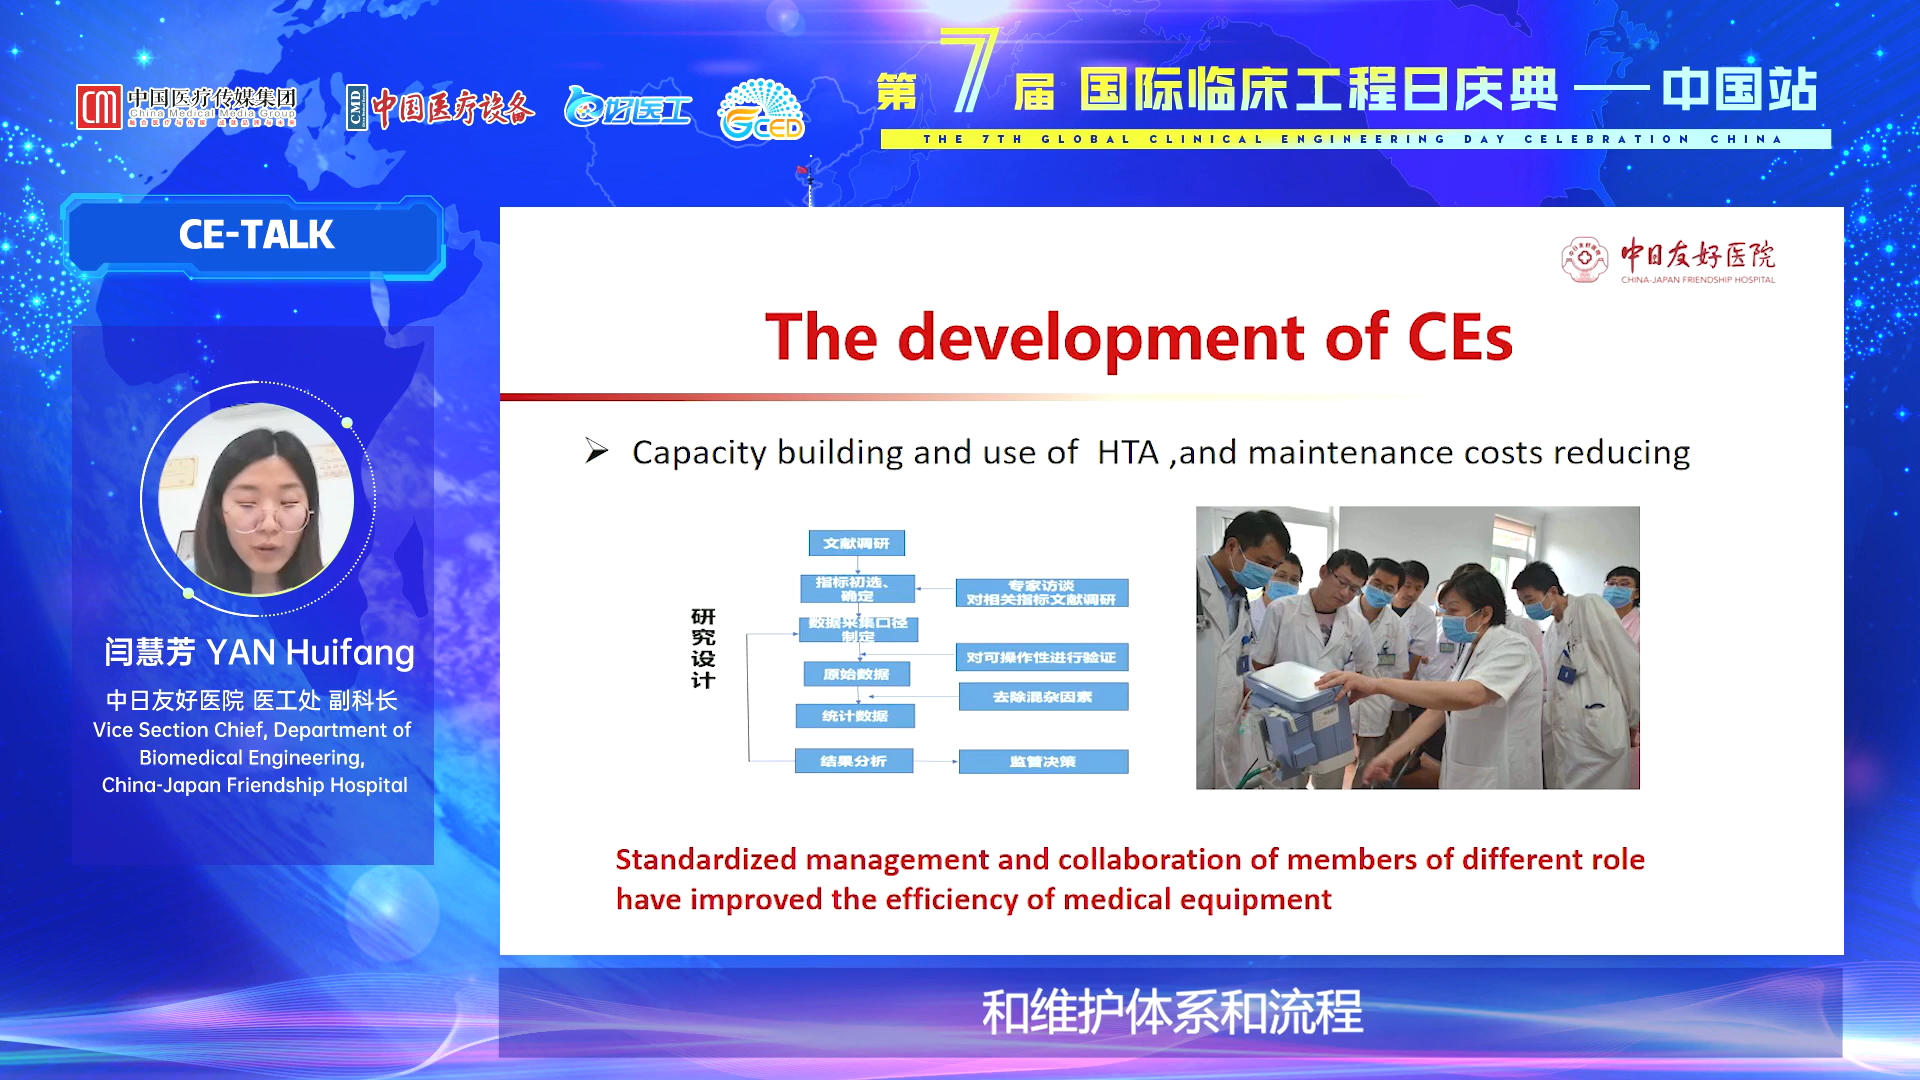 中国医疗传媒集团
China Medical Media Group
CMD
中国医疗设备
好医工
GCED
第7届 国际临床工程日庆典——中国站
THE 7TH GLOBAL CLINICAL ENGINEERING DAY CELEBRATION CHINA
CE-TALK
闫慧芳 YAN Huifang
中日友好医院 医工处 副科长
Vice Section Chief, Department of
Biomedical Engineering,
China-Japan Friendship Hospital
中日友好医院
CHINA-JAPAN FRIENDSHIP HOSPITAL
The development of CEs
Capacity building and use of HTA ,and maintenance costs reducing
研究设计
文献调研
指标初选、
确定
专家访谈
对相关指标文献调研
数据采集口径
制定
对可操作性进行验证
原始数据
去除混杂因素
统计数据
结果分析
监管决策
Standardized management and collaboration of members of different role
have improved the efficiency of medical equipment
和维护体系和流程